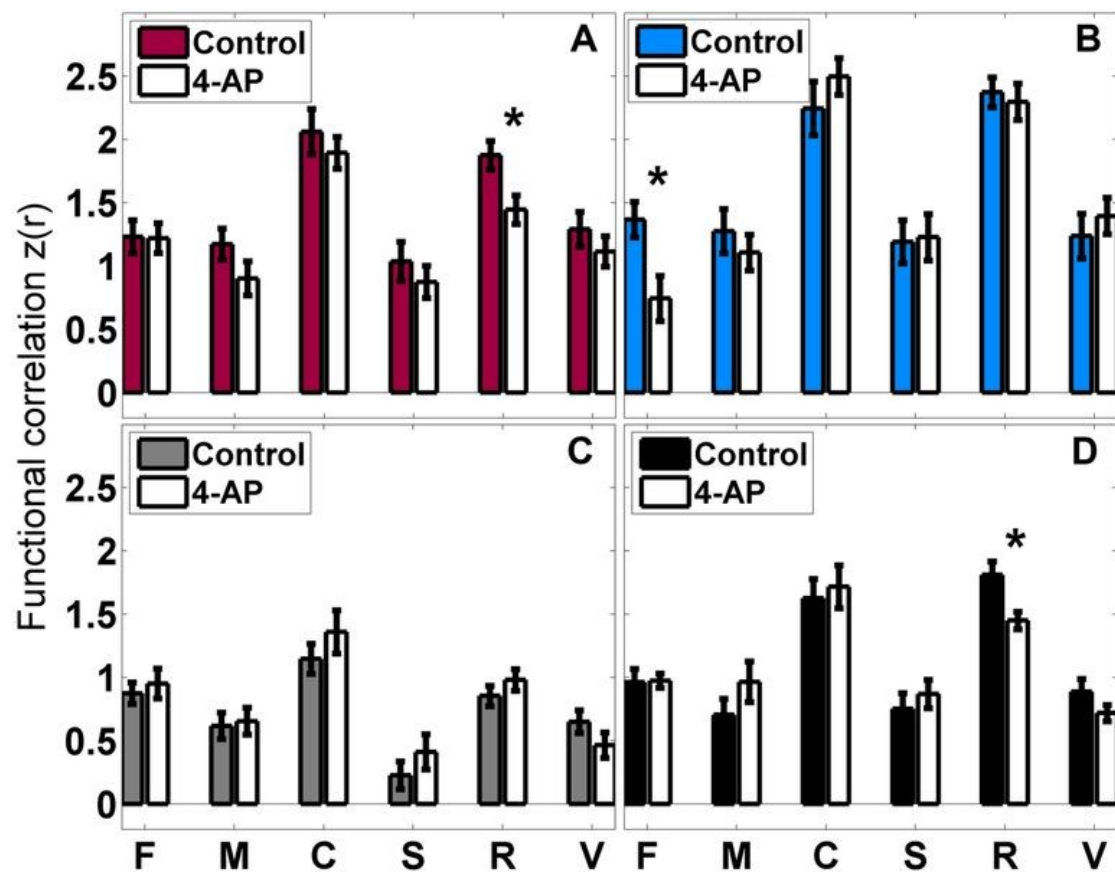 Functional correlation z(r)
Control
4-AP
A
*
2.5
2
1.5
1
0.5
0
Control
4-AP
B
*
Control
4-AP
C
2.5
2
1.5
1
0.5
0
F M C S R V
Control
4-AP
D
*
F M C S R V